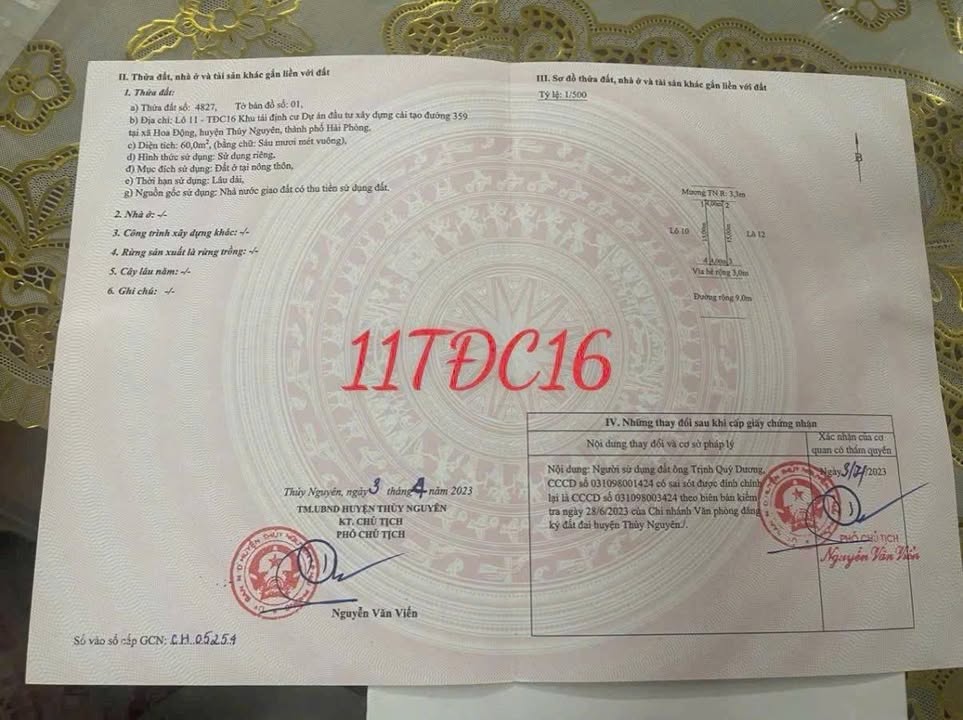 II. Thửa đất, nhà ở và tài sản khác gắn liền với đất
1. Thửa đất:
a) Thửa đất số: 4827, Tờ bản đồ số: 01,
b) Địa chỉ: Lô 11 - TĐC16 Khu tái định cư Dự án đầu tư xây dựng cải tạo đường 359
tại xã Hoa Động, huyện Thủy Nguyên, thành phố Hải Phòng,
c) Diện tích: 60,0m², (bằng chữ: Sáu mươi mét vuông),
d) Hình thức sử dụng: Sử dụng riêng,
đ) Mục đích sử dụng: Đất ở tại nông thôn,
e) Thời hạn sử dụng: Lâu dài,
g) Nguồn gốc sử dụng: Nhà nước giao đất có thu tiền sử dụng đất.
2. Nhà ở: -/-
3. Công trình xây dựng khác: -/-
4. Rừng sản xuất là rừng trồng: -/-
5. Cây lâu năm: -/-
6. Ghi chú: -/-
Thủy Nguyên, ngày 3 tháng 4 năm 2023
TM.UBND HUYỆN THỦY NGUYÊN
KT. CHỦ TỊCH
PHÓ CHỦ TỊCH
Nguyễn Văn Viển
Số vào sổ cấp GCN: CH 05254
11TĐC16
III. Sơ đồ thửa đất, nhà ở và tài sản khác gắn liền với đất
Tỷ lệ: 1/500
B
Mương TN R: 3,3m
1 4,00m 2
Lô 10 15,00m 15,00m Lô 12
4 4,00m 3
Vỉa hè rộng 3,0m
Đường rộng 9,0m
IV. Những thay đổi sau khi cấp giấy chứng nhận
Nội dung thay đổi và cơ sở pháp lý
Xác nhận của cơ
quan có thẩm quyền
Nội dung: Người sử dụng đất ông Trịnh Quý Dương,
CCCD số 031098001424 có sai sót được đính chính
lại là CCCD số 031098003424 theo biên bản kiểm
tra ngày 28/6/2023 của Chi nhánh Văn phòng đăng
ký đất đai huyện Thủy Nguyên./.
Ngày 3/7/2023
PHÓ CHỦ TỊCH
Nguyễn Văn Viển